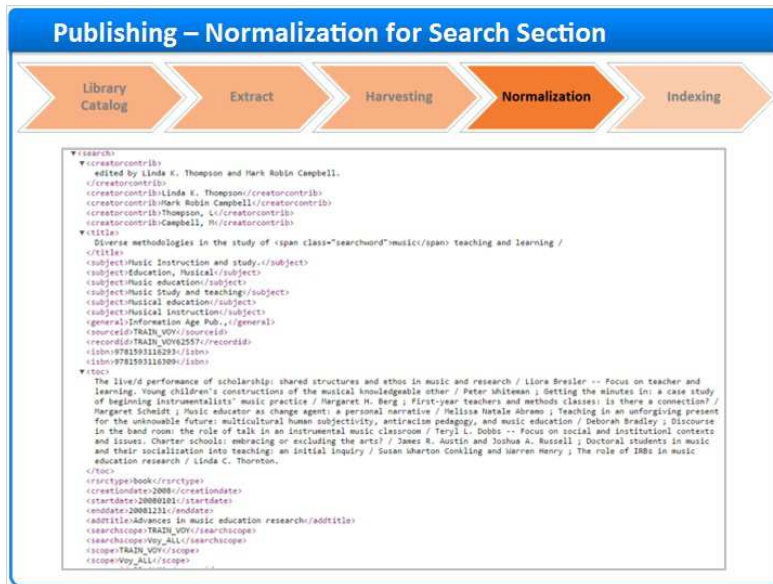 Publishing – Normalization for Search Section
Library
Catalog
Extract
Harvesting
Normalization
Indexing
▼<search>
▼<creatorcontrib>
edited by Linda K. Thompson and Mark Robin Campbell.
</creatorcontrib>
<creatorcontrib>Linda K. Thompson</creatorcontrib>
<creatorcontrib>Mark Robin Campbell</creatorcontrib>
<creatorcontrib>Thompson, L</creatorcontrib>
<creatorcontrib>Campbell, M</creatorcontrib>
▼<title>
Diverse methodologies in the study of <span class="searchword">music</span> teaching and learning /
</title>
<subject>Music Instruction and study.</subject>
<subject>Education, Musical</subject>
<subject>Music education</subject>
<subject>Music Study and teaching</subject>
<subject>Musical education</subject>
<subject>Musical instruction</subject>
<general>Information Age Pub.,</general>
<sourceid>TRAIN_VOY</sourceid>
<recordid>TRAIN_VOY62557</recordid>
<isbn>9781593116293</isbn>
<isbn>9781593116309</isbn>
▼<toc>
The live/d performance of scholarship: shared structures and ethos in music and research / Liora Bresler -- Focus on teacher and
learning. Young children's constructions of the musical knowledgeable other / Peter Whiteman ; Getting the minutes in: a case study
of beginning instrumentalists' music practice / Margaret H. Berg ; First-year teachers and methods classes: is there a connection? /
Margaret Schmidt ; Music educator as change agent: a personal narrative / Melissa Natale Abramo ; Teaching in an unforgiving present
for the unknowable future: multicultural human subjectivity, antiracism pedagogy, and music education / Deborah Bradley ; Discourse
in the band room: the role of talk in an instrumental music classroom / Teryl L. Dobbs -- Focus on social and institutionl contexts
and issues. Charter schools: embracing or excluding the arts? / James R. Austin and Joshua A. Russell ; Doctoral students in music
and their socialization into teaching: an initial inquiry / Susan Wharton Conkling and Warren Henry ; The role of IRBs in music
education research / Linda C. Thornton.
</toc>
<rsrctype>book</rsrctype>
<creationdate>2008</creationdate>
<startdate>20080101</startdate>
<enddate>20081231</enddate>
<addtitle>Advances in music education research</addtitle>
<searchscope>TRAIN_VOY</searchscope>
<searchscope>Voy_ALL</searchscope>
<scope>TRAIN_VOY</scope>
<scope>Voy_ALL</scope>